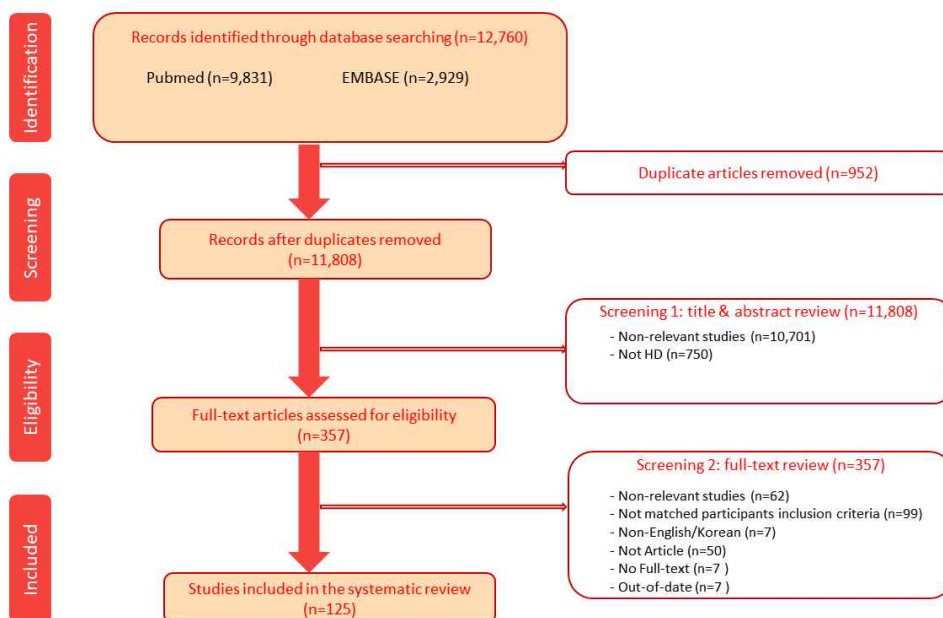 Identification
Records identified through database searching (n=12,760)
Pubmed (n=9,831) EMBASE (n=2,929)
Duplicate articles removed (n=952)
Screening
Records after duplicates removed
(n=11,808)
Screening 1: title & abstract review (n=11,808)
- Non-relevant studies (n=10,701)
- Not HD (n=750)
Eligibility
Full-text articles assessed for eligibility
(n=357)
Screening 2: full-text review (n=357)
- Non-relevant studies (n=62)
- Not matched participants inclusion criteria (n=99)
- Non-English/Korean (n=7)
- Not Article (n=50)
- No Full-text (n=7 )
- Out-of-date (n=7 )
Included
Studies included in the systematic review
(n=125)